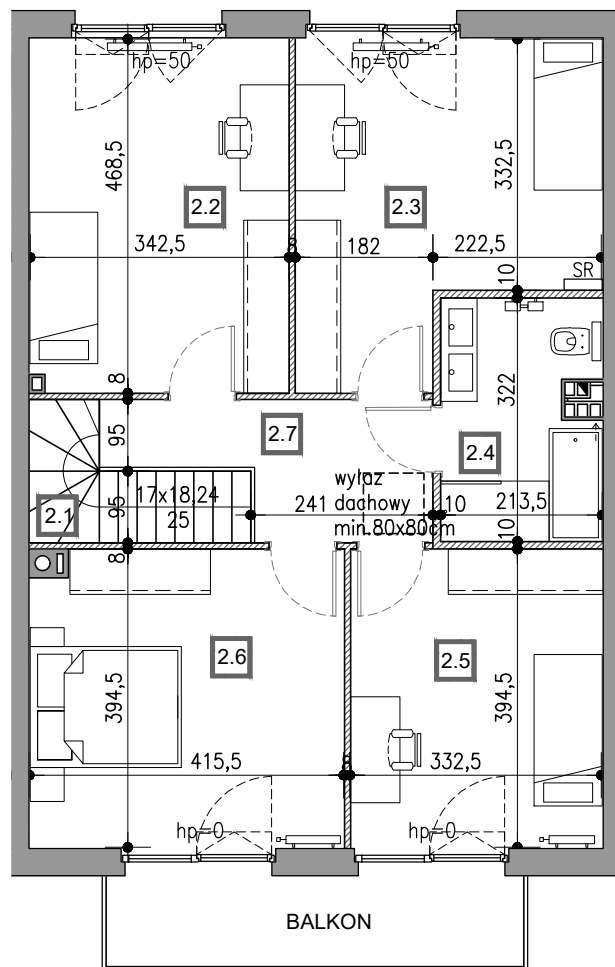 hp=50
hp=50
468,5
332,5
2.2
2.3
342,5
8
182
222,5
10
SR
8
322
95
2.7
2.4
17x18,24
25
2.1
95
241
wyłaz
dachowy
min.80x80cm
10
213,5
10
8
2.6
2.5
394,5
394,5
415,5
8
332,5
hp=0
hp=0
BALKON